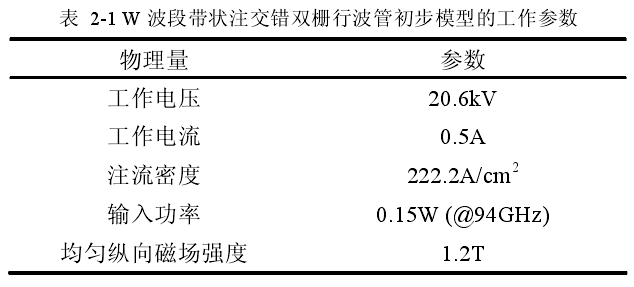 表 2-1 W 波段带状注交错双栅行波管初步模型的工作参数
物理量 参数
工作电压 20.6kV
工作电流 0.5A
注流密度 222.2A/cm²
输入功率 0.15W (@94GHz)
均匀纵向磁场强度 1.2T